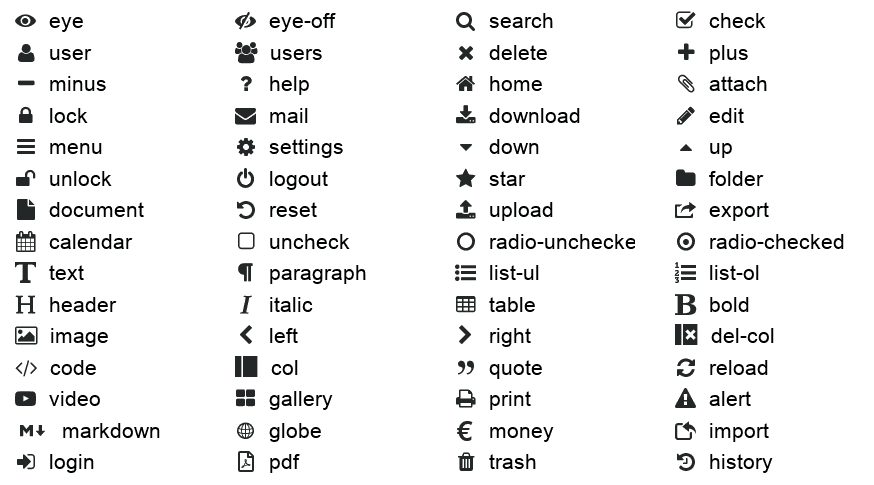 eye eye-off search check
user users delete plus
minus help home attach
lock mail download edit
menu settings down up
unlock logout star folder
document reset upload export
calendar uncheck radio-unchecke radio-checked
text paragraph list-ul list-ol
header italic table bold
image left right del-col
code col quote reload
video gallery print alert
markdown globe money import
login pdf trash history